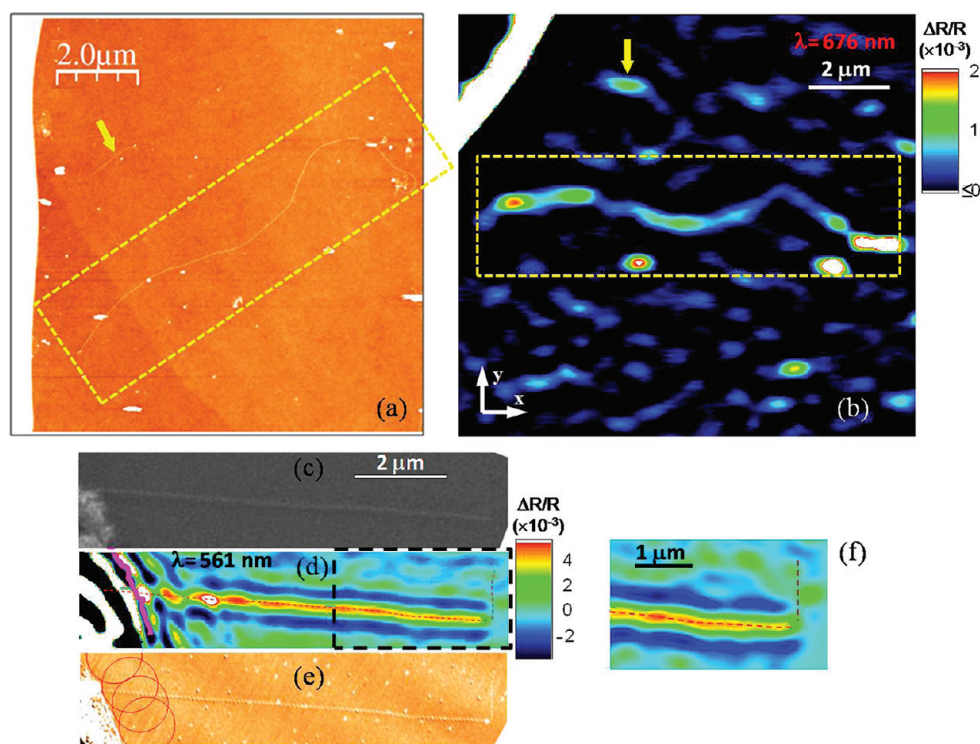 2.0μm
(a)
λ= 676 nm
2 μm
ΔR/R
(×10⁻³)
2
1
≤0
y
x
(b)
(c)
2 μm
λ= 561 nm
(d)
ΔR/R
(×10⁻³)
4
2
0
-2
(e)
1 μm
(f)